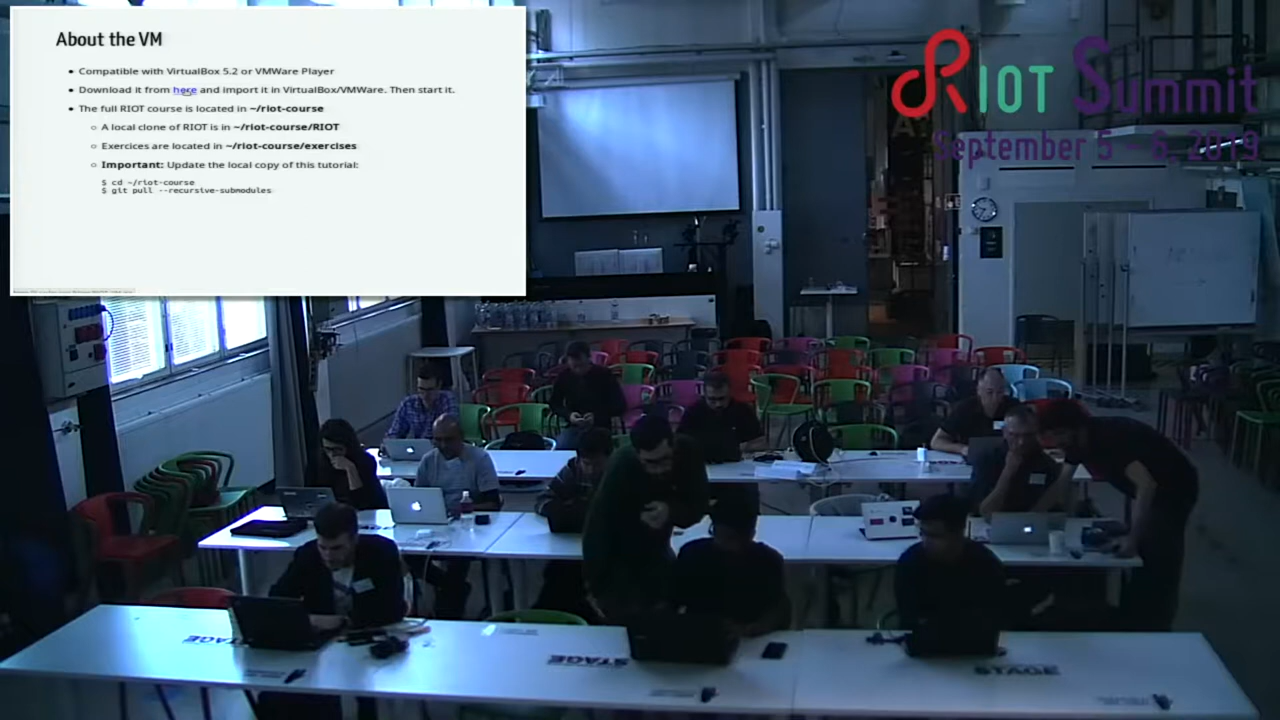 About the VM
Compatible with VirtualBox 5.2 or VMWare Player
Download it from here and import it in VirtualBox/VMWare. Then start it.
The full RIOT course is located in ~/riot-course
A local clone of RIOT is in ~/riot-course/RIOT
Exercices are located in ~/riot-course/exercises
Important: Update the local copy of this tutorial:
$ cd ~/riot-course
$ git pull --recursive-submodules
RIOT Summit
September 5 - 6, 2019
STAGE
STAGE
STAGE